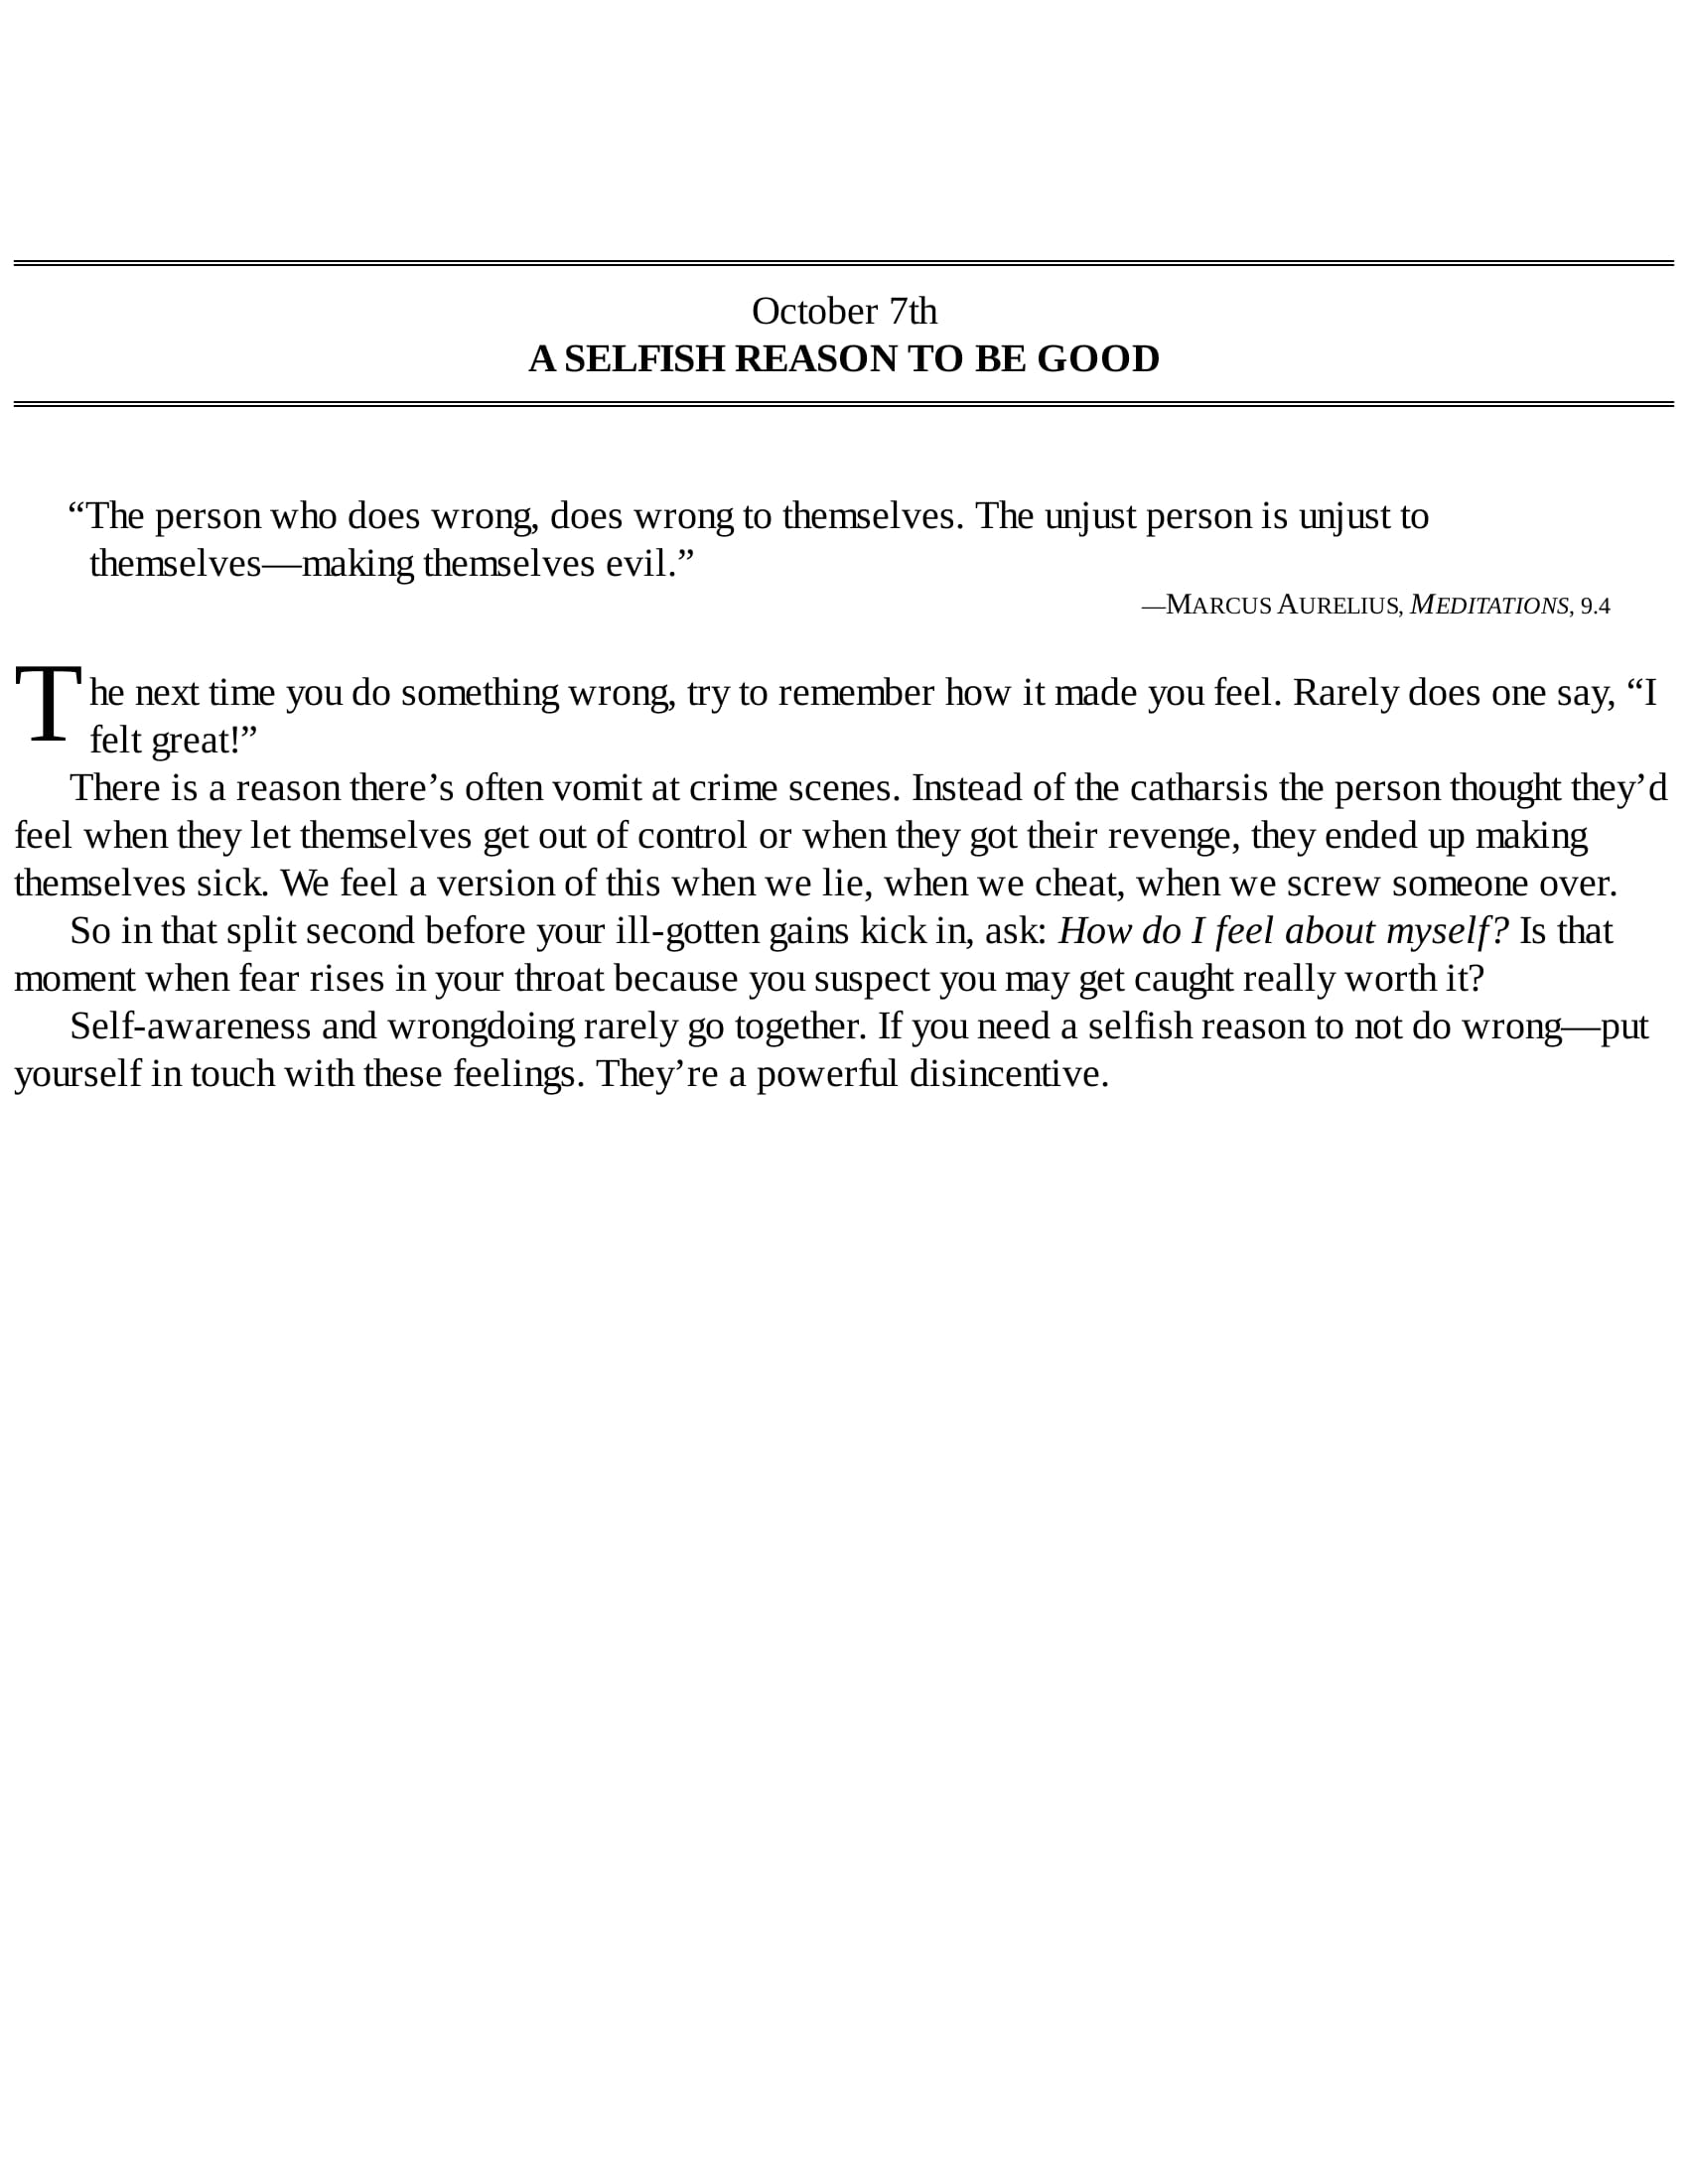 October 7th
A SELFISH REASON TO BE GOOD
“The person who does wrong, does wrong to themselves. The unjust person is unjust to
themselves—making themselves evil.”
—MARCUS AURELIUS, MEDITATIONS, 9.4
The next time you do something wrong, try to remember how it made you feel. Rarely does one say, “I
felt great!”
There is a reason there’s often vomit at crime scenes. Instead of the catharsis the person thought they’d
feel when they let themselves get out of control or when they got their revenge, they ended up making
themselves sick. We feel a version of this when we lie, when we cheat, when we screw someone over.
So in that split second before your ill-gotten gains kick in, ask: How do I feel about myself? Is that
moment when fear rises in your throat because you suspect you may get caught really worth it?
Self-awareness and wrongdoing rarely go together. If you need a selfish reason to not do wrong—put
yourself in touch with these feelings. They’re a powerful disincentive.